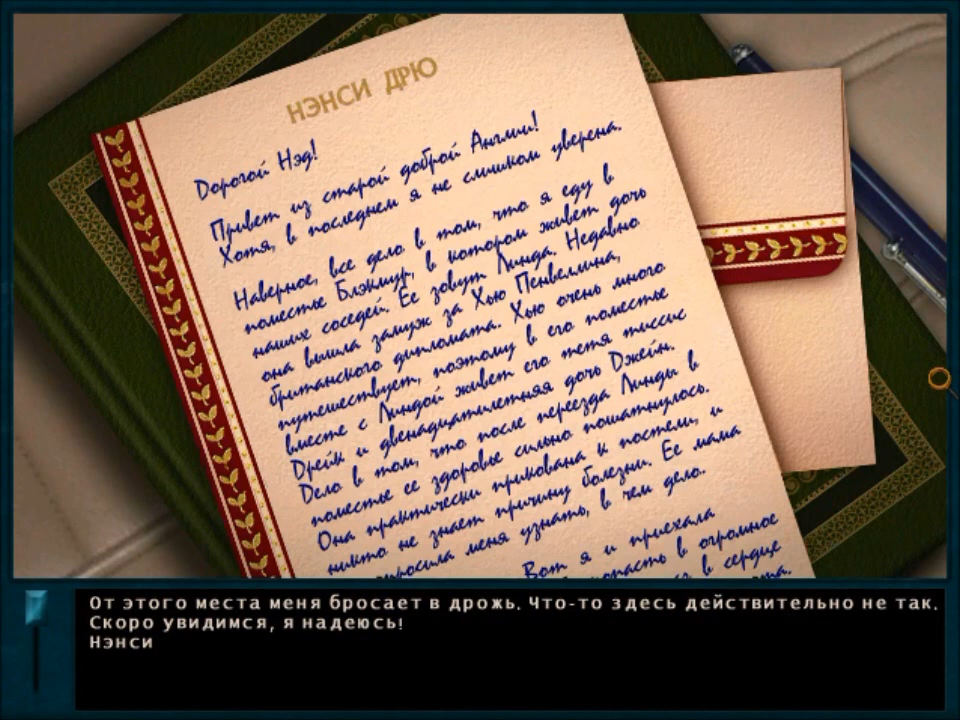 НЭНСИ ДРЮ
Дорогой Нэд!
Привет из старой доброй Англии!
Хотя, в последнем я не слишком уверена.
Наверное, все дело в том, что я еду в
поместье Блэкмур, в котором живет дочь
наших соседей. Ее зовут Линда. Недавно
она вышла замуж за Хью Пенвеллина,
британского дипломата. Хью очень много
путешествует, поэтому в его поместье
вместе с Линдой живет его тетя миссис
Дрейк и двенадцатилетняя дочь Джейн.
Дело в том, что после переезда Линды в
поместье ее здоровье сильно пошатнулось.
Она практически прикована к постели, и
никто не знает причину болезни. Ее мама
меня узнать, в чем дело.
Вот я и приехала
в огромное
в сердце
От этого места меня бросает в дрожь. Что-то здесь действительно не так.
Скоро увидимся, я надеюсь!
Нэнси